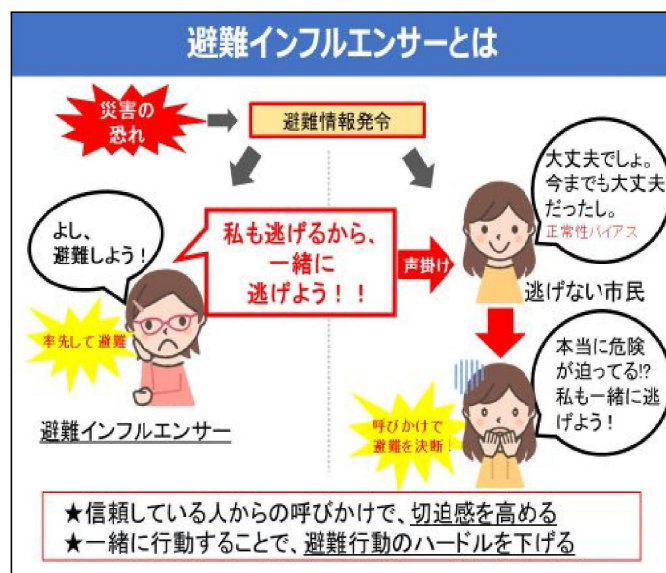 避難インフルエンサーとは
災害の
恐れ
避難情報発令
よし、
避難しよう！
私も逃げるから、
一緒に
逃げよう！！
声掛け
大丈夫でしょ。
今までも大丈夫
だったし。
正常性バイアス
逃げない市民
率先して避難
避難インフルエンサー
本当に危険
が迫ってる!?
私も一緒に逃
げよう！
呼びかけで
避難を決断！
★信頼している人からの呼びかけで、切迫感を高める
★一緒に行動することで、避難行動のハードルを下げる